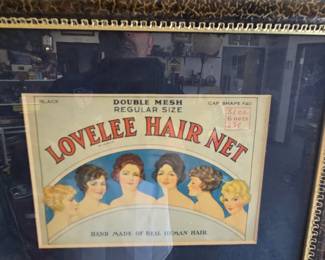 BLACK DOUBLE MESH CAP SHAPE
REGULAR SIZE
LOVELEE HAIR NET
HAND MADE OF REAL HUMAN HAIR